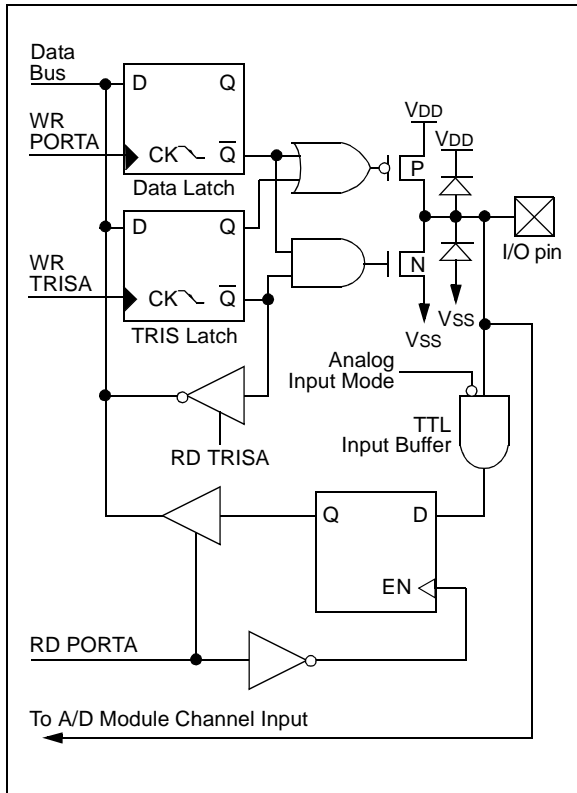 Data
Bus
D Q
VDD
VDD
WR
PORTA
CK Q
P
Data Latch
D Q
I/O pin
WR
TRISA
N
CK Q
VSS
VSS
TRIS Latch
Analog
Input Mode
TTL
Input Buffer
RD TRISA
Q D
EN
RD PORTA
To A/D Module Channel Input